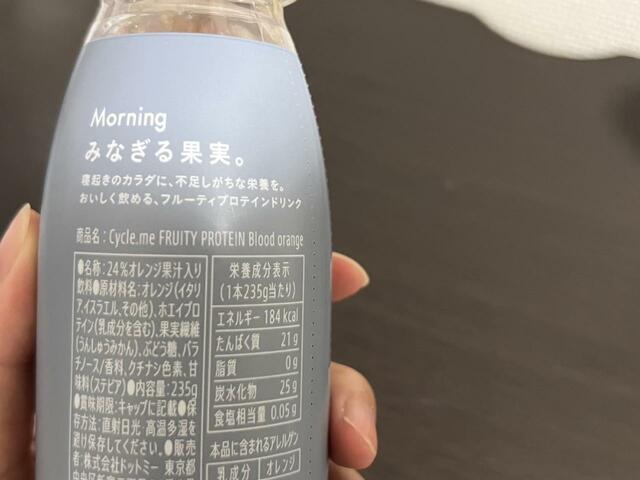 Morning
みなぎる果実。
寝起きのカラダに、不足しがちな栄養を。
おいしく飲める、フルーティプロテインドリンク
商品名：Cycle.me FRUITY PROTEIN Blood orange
●名称：24%オレンジ果汁入り
飲料●原材料名：オレンジ(イタリ
ア、イスラエル、その他)、ホエイプロ
テイン(乳成分を含む)、果実繊維
(うんしゅうみかん)、ぶどう糖、パラ
チノース/香料、クチナシ色素、甘
味料(ステビア)●内容量：235g
●賞味期限：キャップに記載●保
存方法：直射日光・高温多湿を
避け保存してください。●販売
者：株式会社ドットミー 東京都
栄養成分表示
(1本235g当たり)
エネルギー 184 kcal
たんぱく質 21 g
脂質 0 g
炭水化物 25 g
食塩相当量 0.05 g
本品に含まれるアレルゲン
乳成分 オレンジ